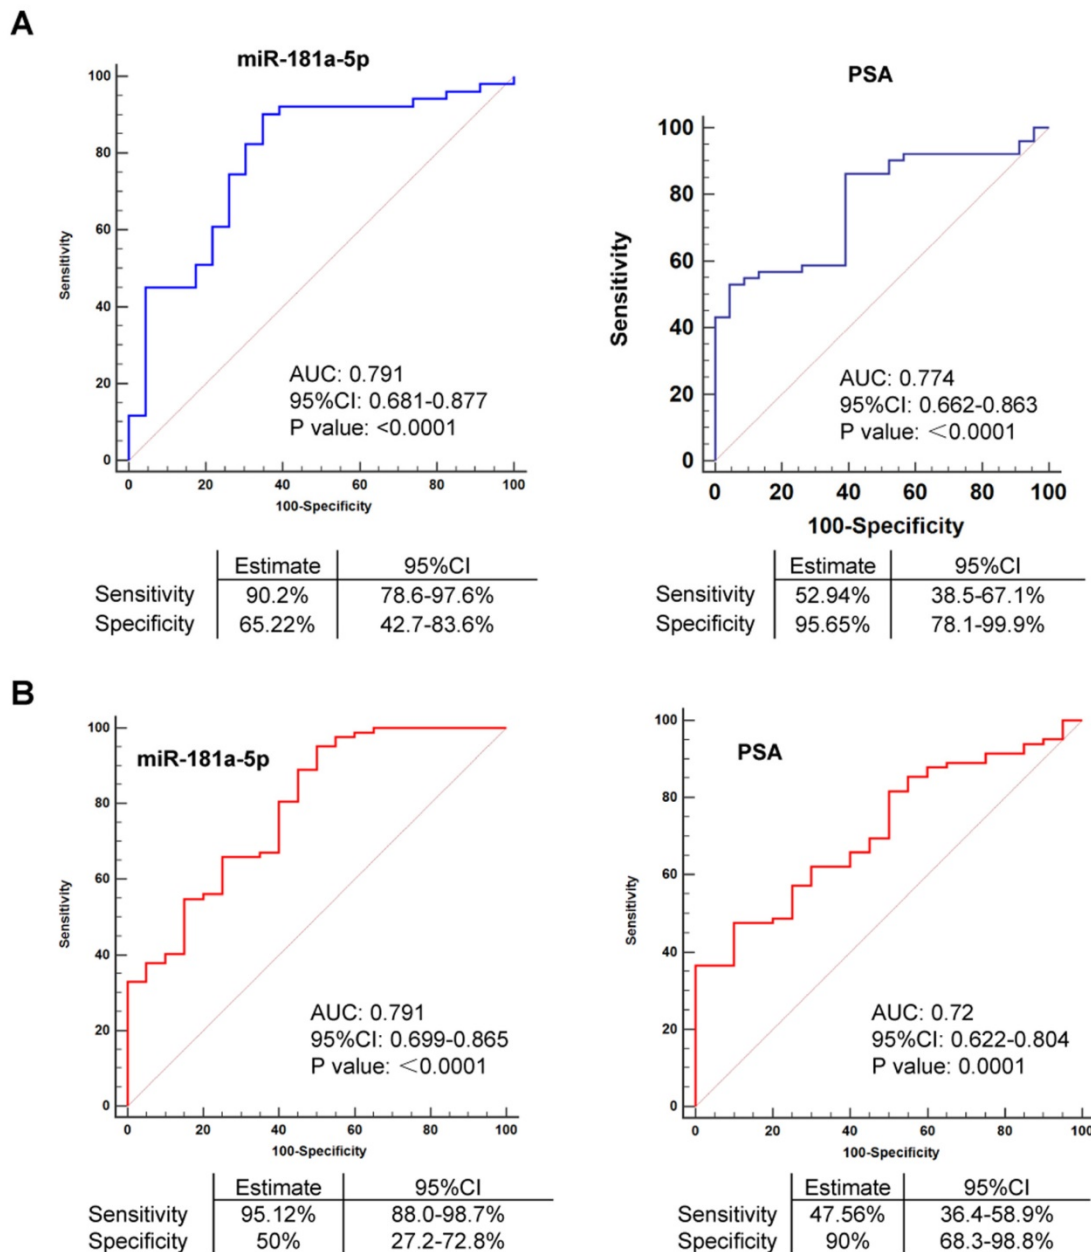 A
miR-181a-5p
100
80
60
40
20
0
Sensitivity
0 20 40 60 80 100
100-Specificity
AUC: 0.791
95%CI: 0.681-0.877
P value: <0.0001
PSA
100
80
60
40
20
0
Sensitivity
0 20 40 60 80 100
100-Specificity
AUC: 0.774
95%CI: 0.662-0.863
P value: <0.0001
Estimate 95%CI
Sensitivity 90.2% 78.6-97.6%
Specificity 65.22% 42.7-83.6%
Estimate 95%CI
Sensitivity 52.94% 38.5-67.1%
Specificity 95.65% 78.1-99.9%
B
miR-181a-5p
100
80
60
40
20
0
Sensitivity
0 20 40 60 80 100
100-Specificity
AUC: 0.791
95%CI: 0.699-0.865
P value: <0.0001
PSA
100
80
60
40
20
0
Sensitivity
0 20 40 60 80 100
100-Specificity
AUC: 0.72
95%CI: 0.622-0.804
P value: 0.0001
Estimate 95%CI
Sensitivity 95.12% 88.0-98.7%
Specificity 50% 27.2-72.8%
Estimate 95%CI
Sensitivity 47.56% 36.4-58.9%
Specificity 90% 68.3-98.8%